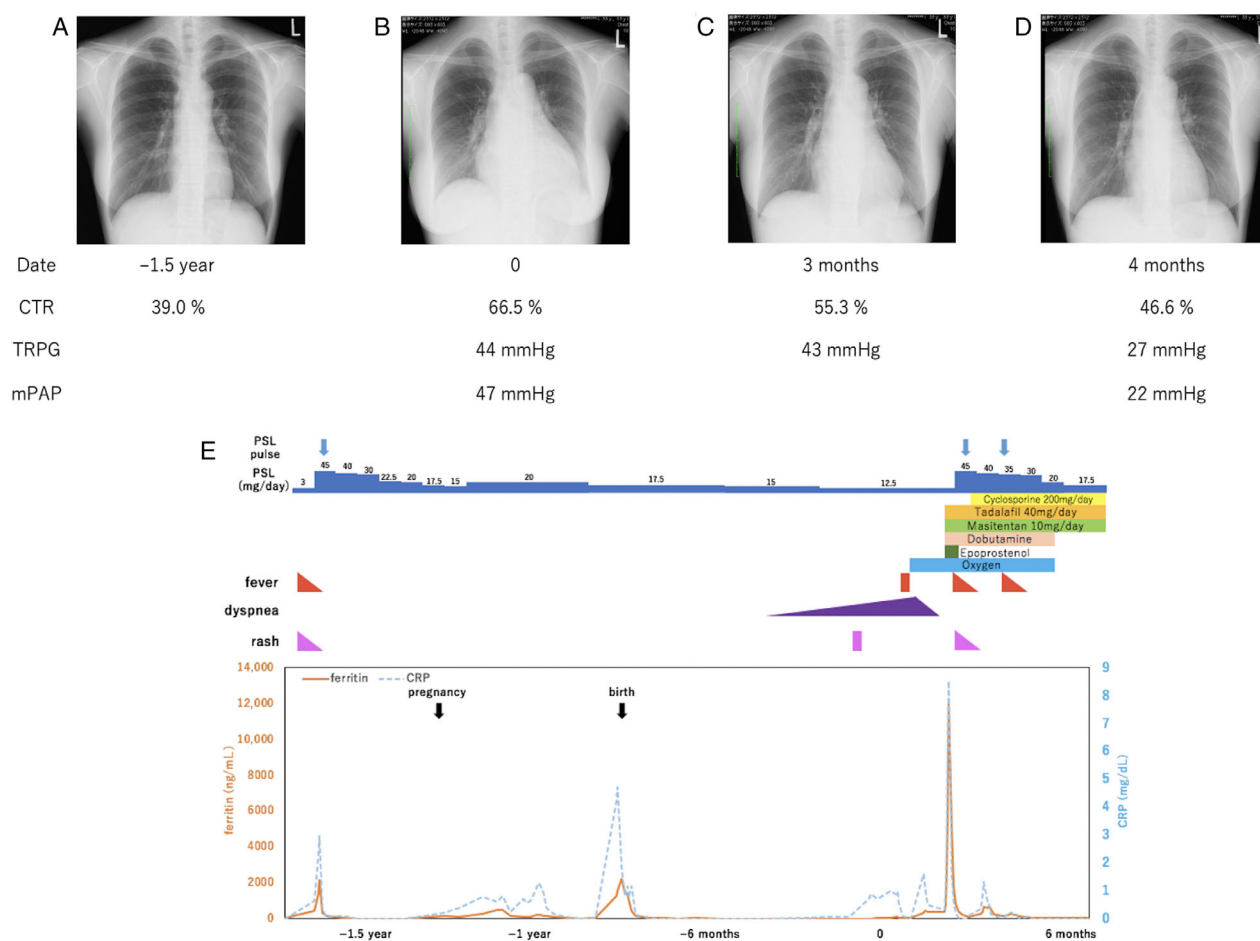 A
B
C
D
L
L
L
L
Date −1.5 year 0 3 months 4 months
CTR 39.0 % 66.5 % 55.3 % 46.6 %
TRPG 44 mmHg 43 mmHg 27 mmHg
mPAP 47 mmHg 22 mmHg
E
PSL
pulse
PSL
(mg/day)
3 45 40 30 22.5 20 17.5 15 20 17.5 15 12.5 45 40 35 30 20 17.5
Cyclosporine 200mg/day
Tadalafil 40mg/day
Masitentan 10mg/day
Dobutamine
Epoprostenol
Oxygen
fever
dyspnea
rash
ferritin CRP
pregnancy
birth
14,000
12,000
10,000
8000
6000
4000
2000
0
ferritin (ng/mL)
9
8
7
6
5
4
3
2
1
0
CRP (mg/dL)
-1.5 year -1 year -6 months 0 6 months